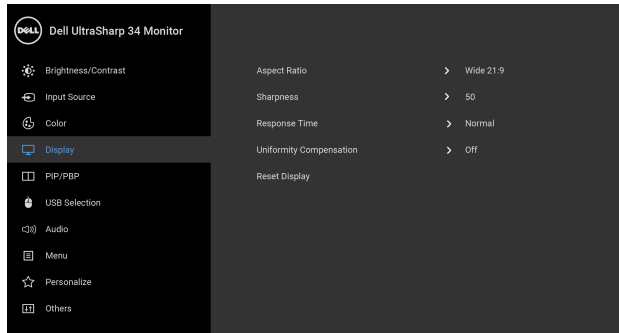 DELL Dell UltraSharp 34 Monitor
Brightness/Contrast
Input Source
Color
Display
PIP/PBP
USB Selection
Audio
Menu
Personalize
Others
Aspect Ratio > Wide 21:9
Sharpness > 50
Response Time > Normal
Uniformity Compensation > Off
Reset Display